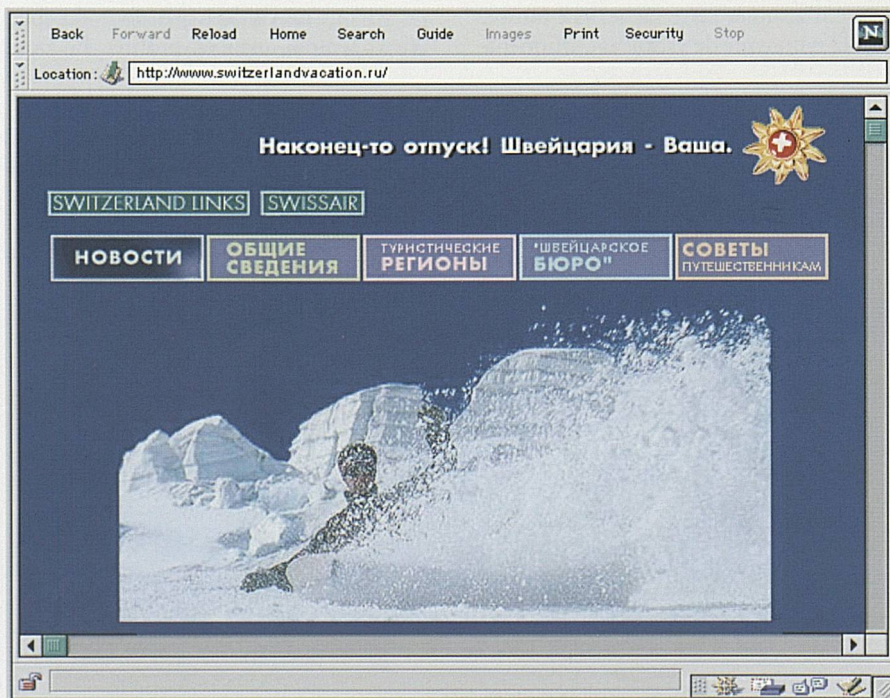 Back Forward Reload Home Search Guide Images Print Security Stop N
Location: http://www.switzerlandvacation.ru/
Наконец-то отпуск! Швейцария - Ваша.
SWITZERLAND LINKS SWISSAIR
НОВОСТИ
ОБЩИЕ
СВЕДЕНИЯ
ТУРИСТИЧЕСКИЕ
РЕГИОНЫ
"ШВЕЙЦАРСКОЕ
БЮРО"
СОВЕТЫ
ПУТЕШЕСТВЕННИКАМ